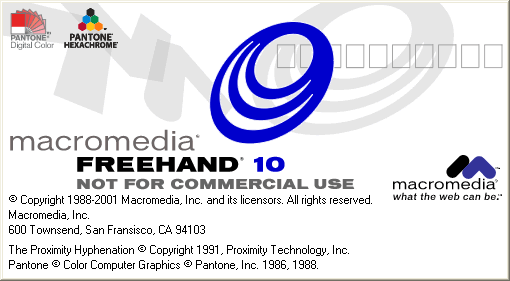 PANTONE™
Digital Color
PANTONE®
HEXACHROME®
macromedia®
FREEHAND® 10
NOT FOR COMMERCIAL USE
macromedia®
what the web can be.™
© Copyright 1988-2001 Macromedia, Inc. and its licensors. All rights reserved.
Macromedia, Inc.
600 Townsend, San Fransisco, CA 94103
The Proximity Hyphenation © Copyright 1991, Proximity Technology, Inc.
Pantone © Color Computer Graphics © Pantone, Inc. 1986, 1988.